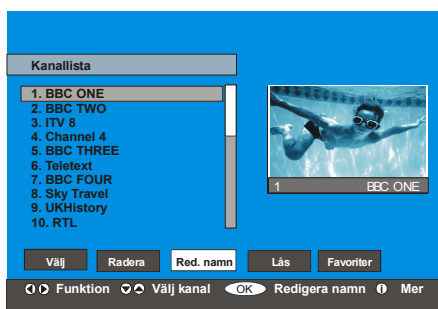 Kanallista
1. BBC ONE
2. BBC TWO
3. ITV 8
4. Channel 4
5. BBC THREE
6. Teletext
7. BBC FOUR
8. Sky Travel
9. UKHistory
10. RTL
1 BBC ONE
Välj Radera Red. namn Lås Favoriter
Funktion Välj kanal OK Redigera namn i Mer